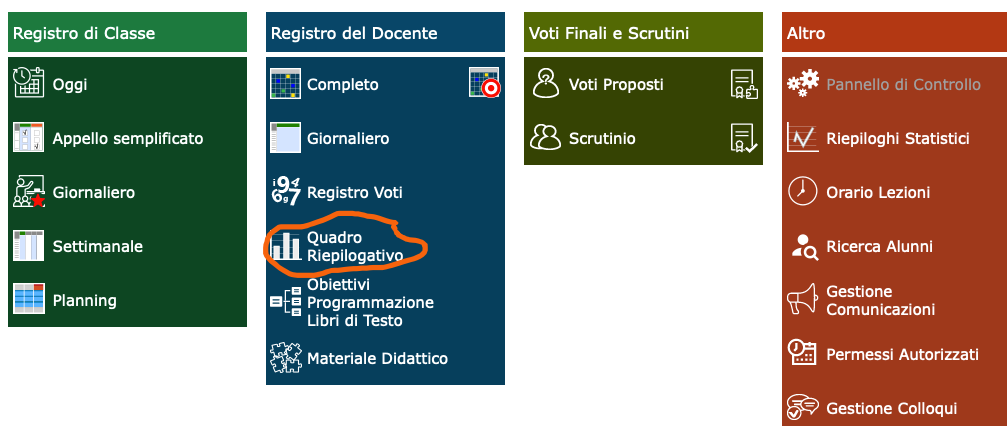 Registro di Classe
Oggi
Appello semplificato
Giornaliero
Settimanale
Planning
Registro del Docente
Completo
Giornaliero
Registro Voti
Quadro
Riepilogativo
Obiettivi
Programmazione
Libri di Testo
Materiale Didattico
Voti Finali e Scrutini
Voti Proposti
Scrutinio
Altro
Pannello di Controllo
Riepiloghi Statistici
Orario Lezioni
Ricerca Alunni
Gestione
Comunicazioni
Permessi Autorizzati
Gestione Colloqui